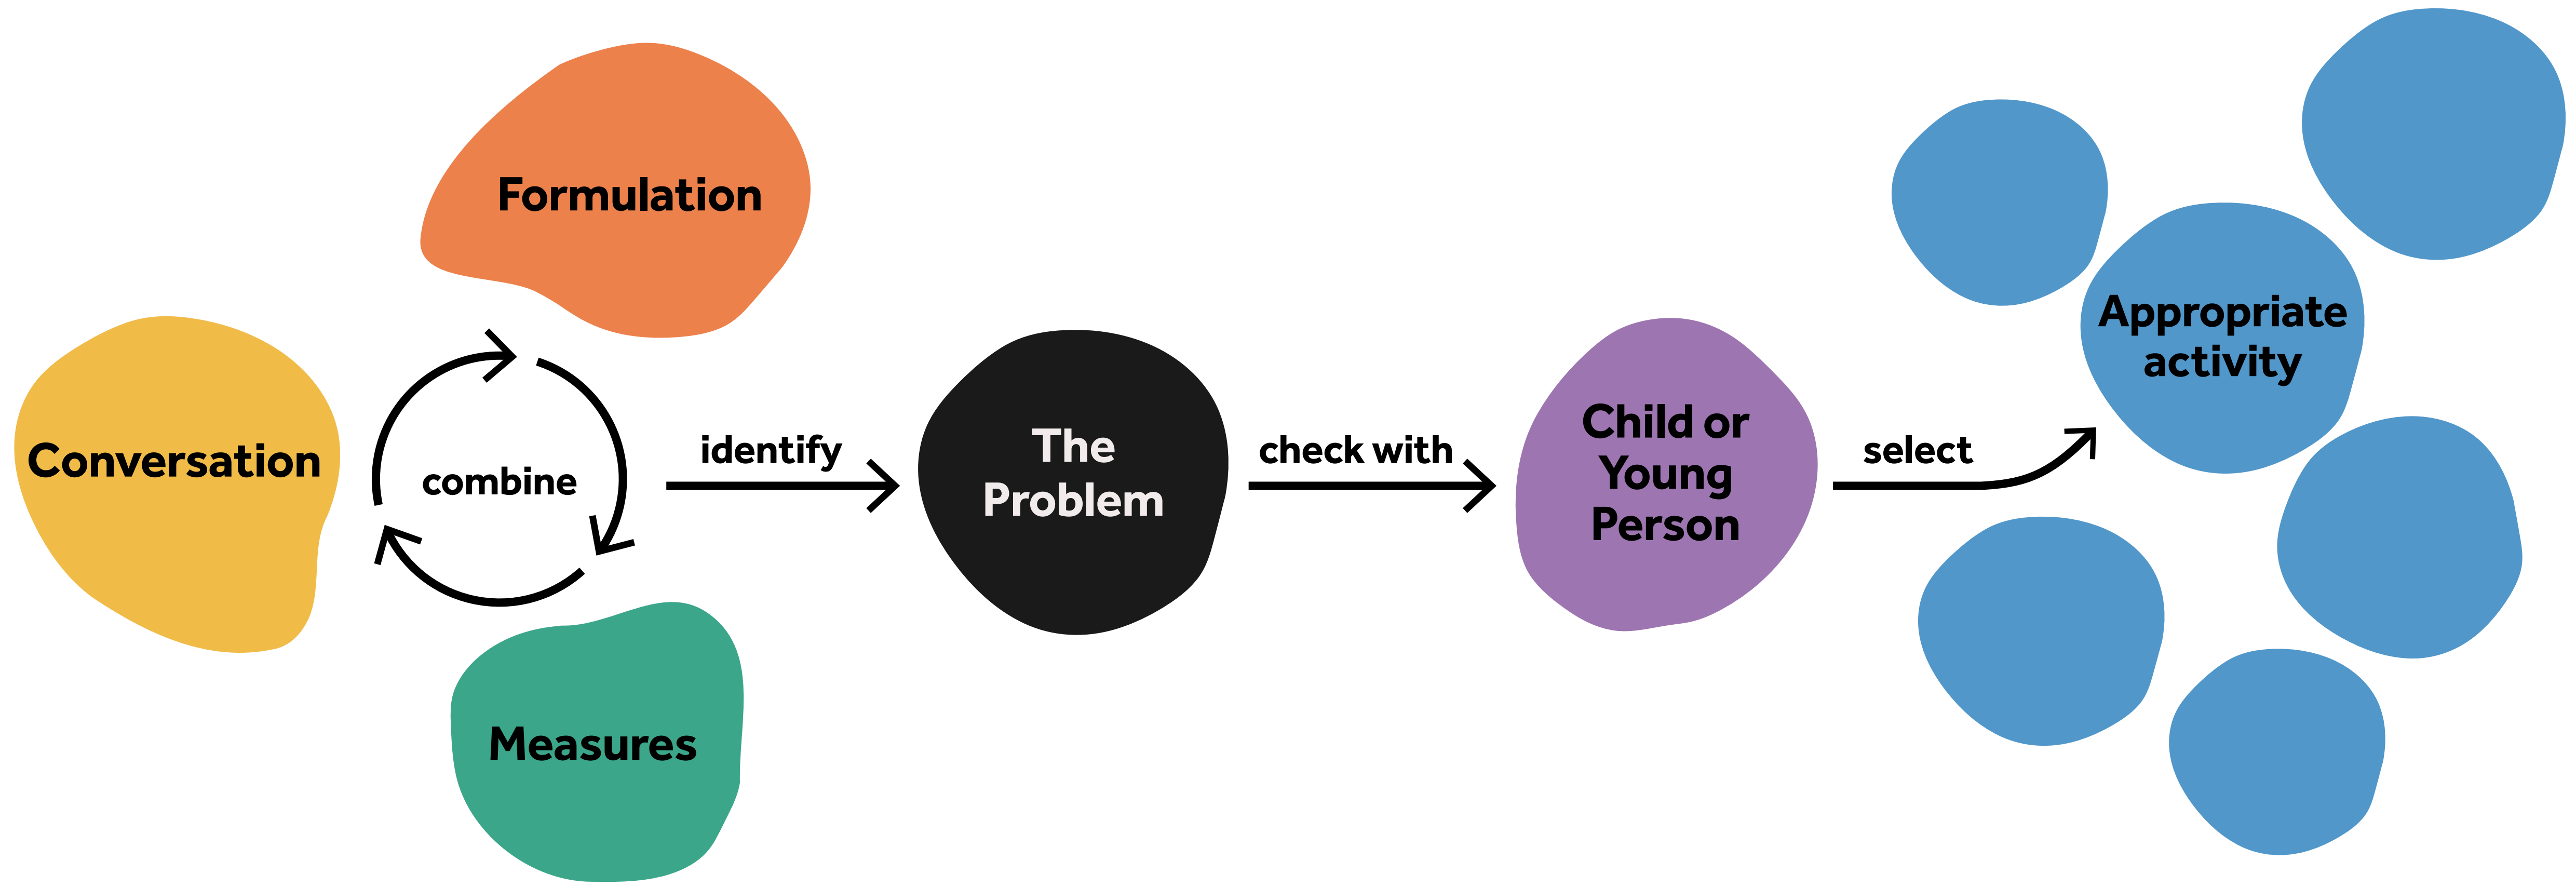 Formulation
Conversation
combine
Measures
identify
The
Problem
check with
Child or
Young
Person
select
Appropriate
activity